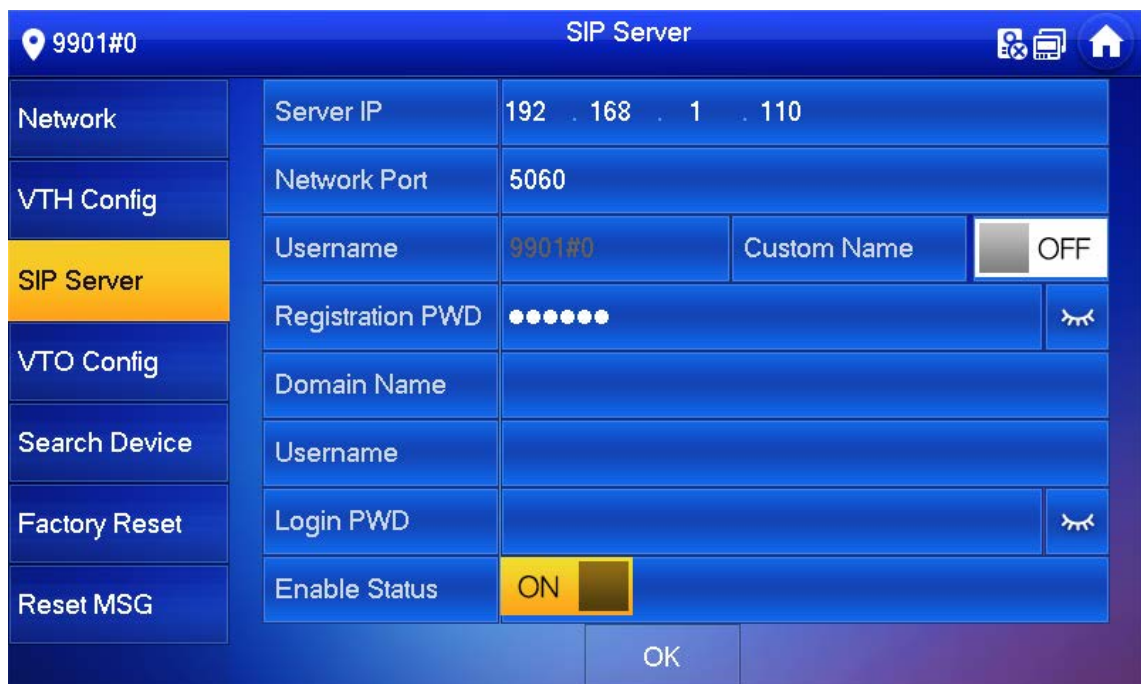 9901#0 SIP Server
Network
VTH Config
SIP Server
VTO Config
Search Device
Factory Reset
Reset MSG
Server IP 192 . 168 . 1 . 110
Network Port 5060
Username 9901#0 Custom Name OFF
Registration PWD ●●●●●●
Domain Name
Username
Login PWD
Enable Status ON
OK